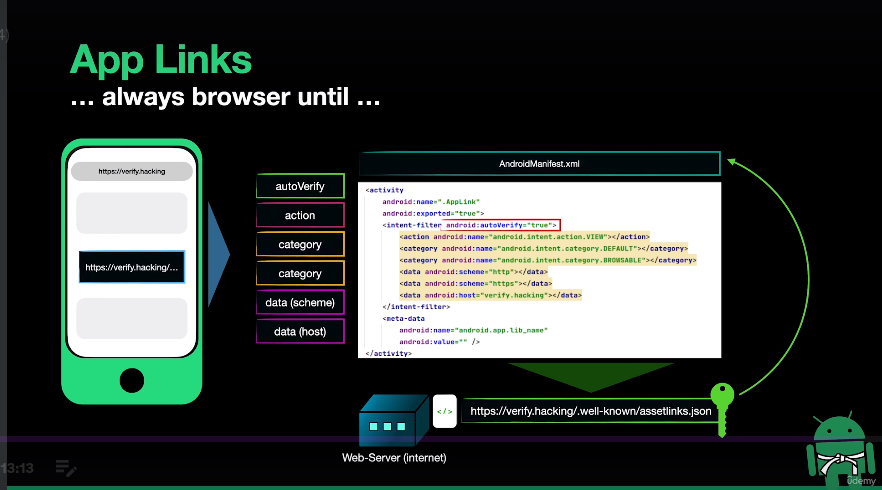 4)
App Links
... always browser until ...
https://verify.hacking
https://verify.hacking/...
autoVerify
action
category
category
data (scheme)
data (host)
AndroidManifest.xml
<activity
android:name=".AppLink"
android:exported="true">
<intent-filter android:autoVerify="true">
<action android:name="android.intent.action.VIEW"></action>
<category android:name="android.intent.category.DEFAULT"></category>
<category android:name="android.intent.category.BROWSABLE"></category>
<data android:scheme="http"></data>
<data android:scheme="https"></data>
<data android:host="verify.hacking"></data>
</intent-filter>
<meta-data
android:name="android.app.lib_name"
android:value="" />
</activity>
</>
https://verify.hacking/.well-known/assetlinks.json
Web-Server (internet)
13:13
udemy